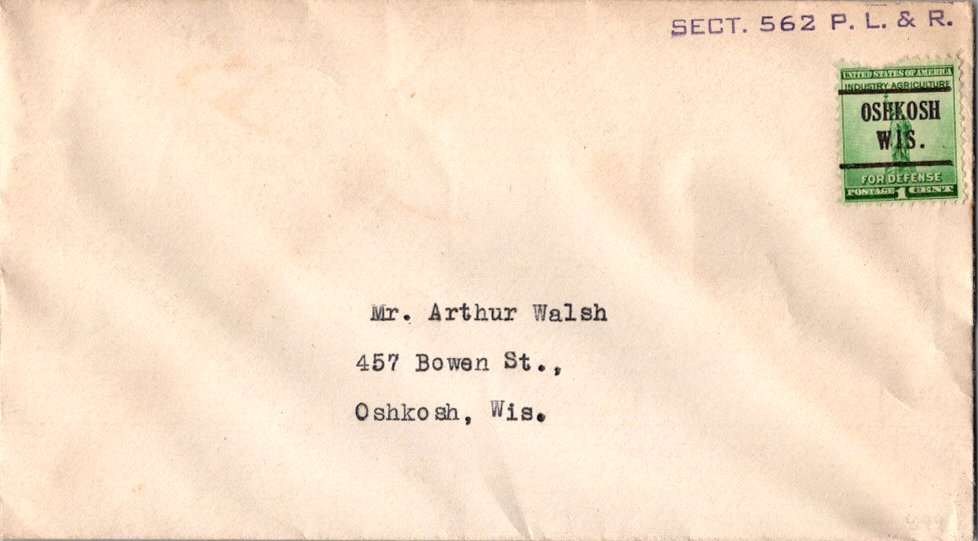 SECT. 562 P. L. & R.
UNITED STATES OF AMERICA
INDUSTRY AGRICULTURE
OSHKOSH
WIS.
FOR DEFENSE
POSTAGE 1 CENT
Mr. Arthur Walsh
457 Bowen St.,
Oshkosh, Wis.